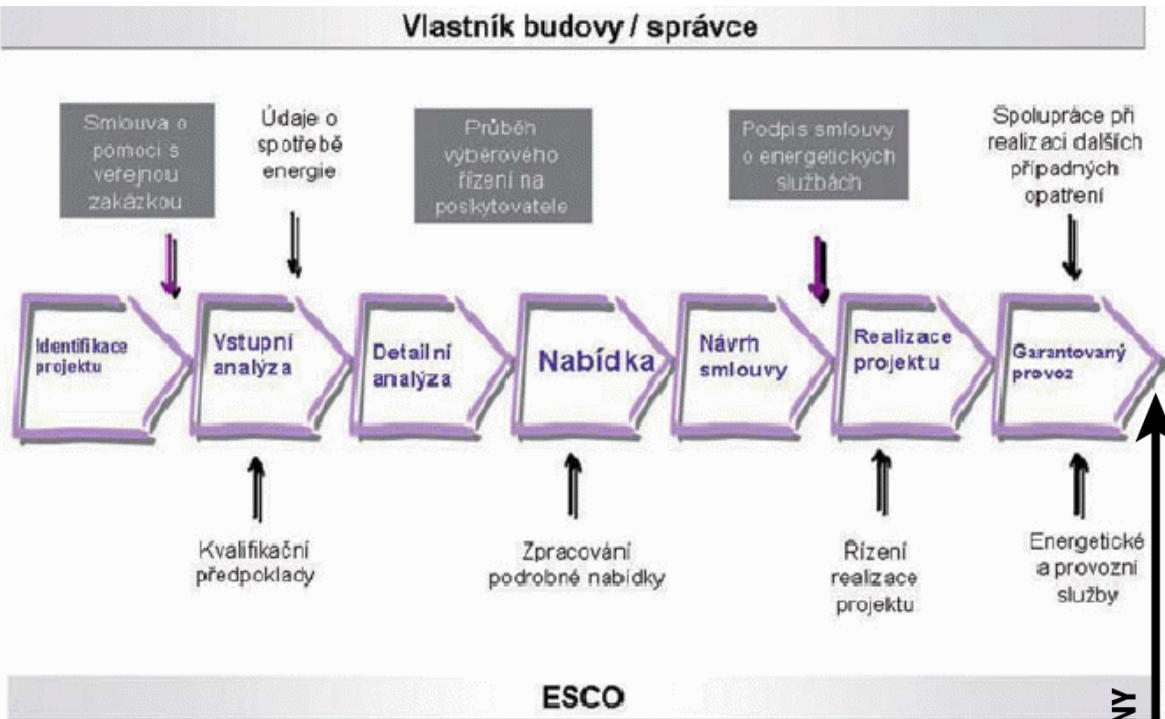 Vlastník budovy / správce
Smlouva o
pomoci s
veřejnou
zakázkou
Údaje o
spotřebě
energie
Průběh
výběrového
řízení na
poskytovatele
Podpis smlouvy
o energetických
službách
Spolupráce při
realizaci dalších
případných
opatření
Identifikace
projektu
Vstupní
analýza
Detailní
analýza
Nabídka
Návrh
smlouvy
Realizace
projektu
Garantovaný
provoz
Kvalifikační
předpoklady
Zpracování
podrobné nabídky
Řízení
realizace
projektu
Energetické
a provozní
služby
ESCO
NY